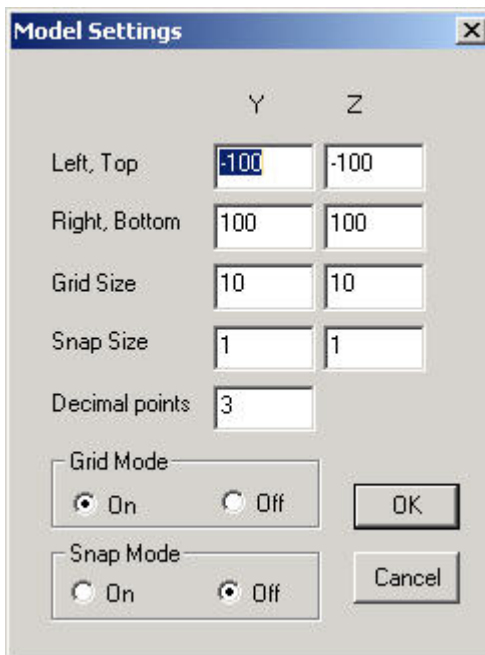 Model Settings
Y Z
Left, Top -100 -100
Right, Bottom 100 100
Grid Size 10 10
Snap Size 1 1
Decimal points 3
Grid Mode
On Off
OK
Snap Mode
On Off
Cancel